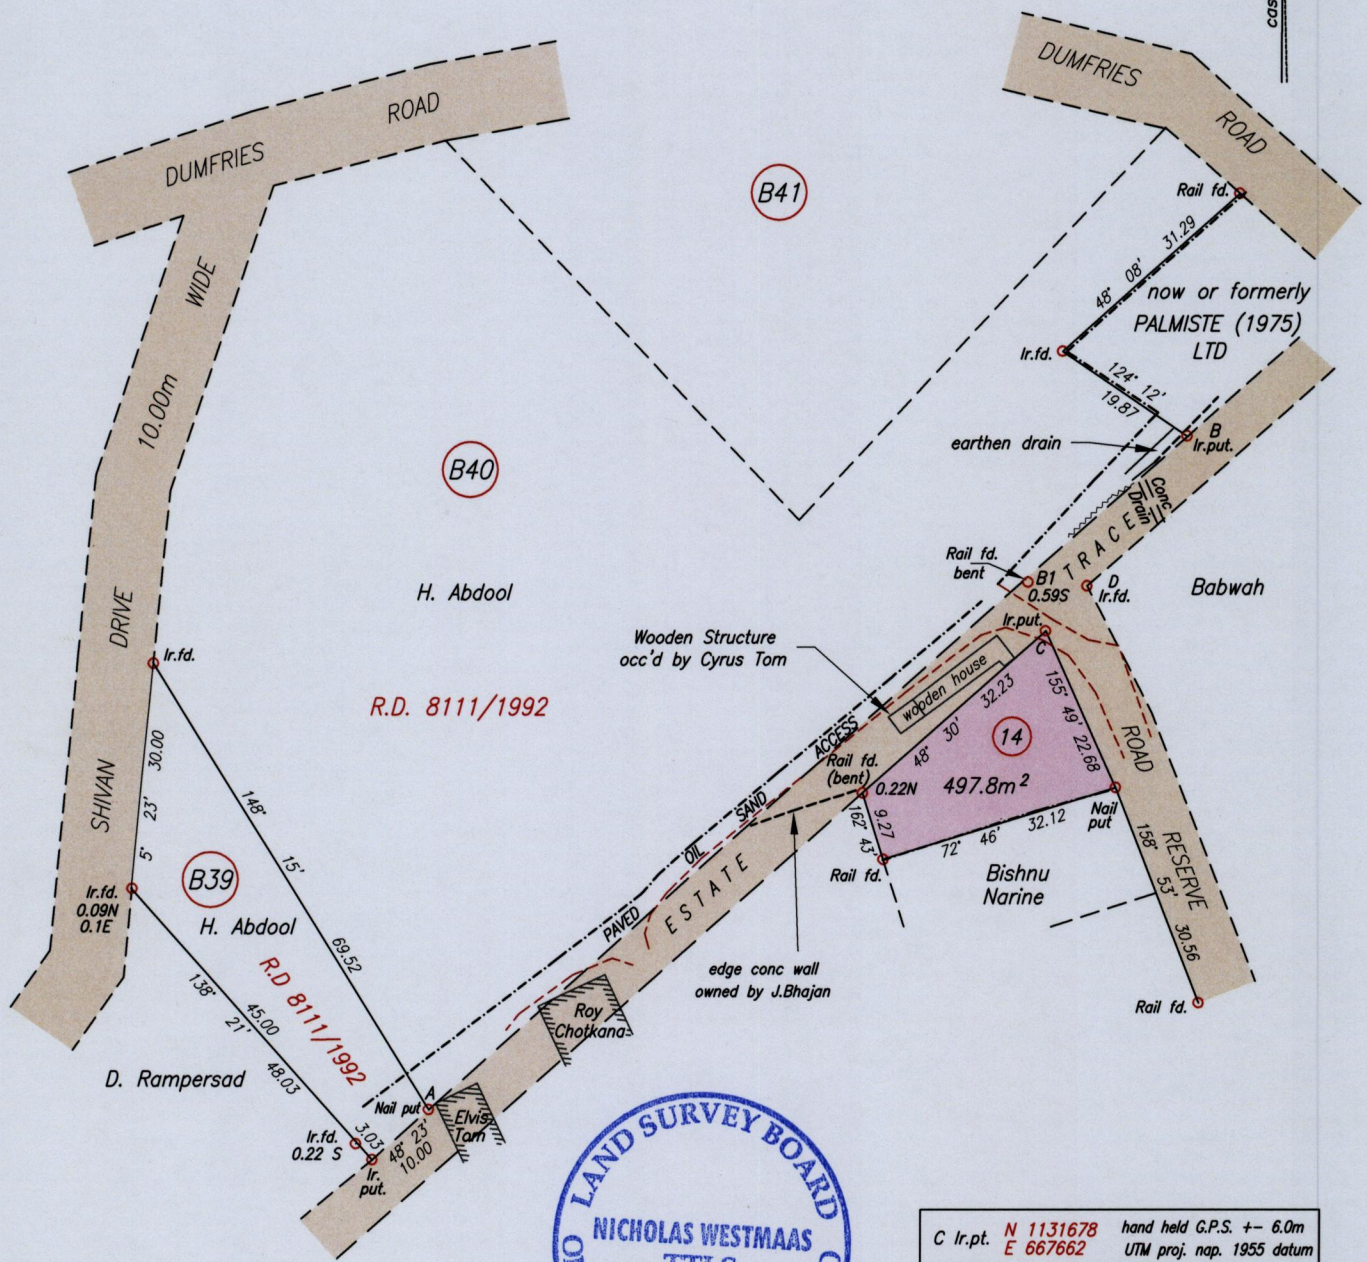 cas
DUMFRIES
ROAD
DUMFRIES
ROAD
B41
Rail fd.
48° 08' 31.29
now or formerly
PALMISTE (1975)
LTD
Ir.fd.
124° 12'
19.87
WIDE
10.00m
B
Ir.put.
earthen drain
Conc
Drain
B40
TRACE
Rail fd.
bent
B1
0.59S
D
Ir.fd.
Babwah
H. Abdool
DRIVE
Ir.put.
C
Wooden Structure
occ'd by Cyrus Tom
Ir.fd.
wooden house
48° 30' 32.23
155° 49' 22.68
R.D. 8111/1992
14
ACCESS
ROAD
Rail fd.
(bent)
0.22N
497.8m²
30.00
23'
5°
SHIVAN
148° 15' 69.52
SAND
162° 43'
9.27
72° 46' 32.12
Nail
put
OIL
Rail fd.
Bishnu
Narine
158° 53' 30.56
RESERVE
B39
Ir.fd.
0.09N
0.1E
H. Abdool
ESTATE
PAVED
R.D 8111/1992
138° 21'
45.00
48.03
edge conc wall
owned by J.Bhajan
Roy
Chotkana
Rail fd.
D. Rampersad
A
Nail put
Elvis
Tom
3.03
Ir.fd.
0.22 S
48° 23'
10.00
Ir.
put.
LAND SURVEY BOARD
NICHOLAS WESTMAAS
TTLS
C Ir.pt. N 1131678 hand held G.P.S. +- 6.0m
E 667662 UTM proj. nap. 1955 datum